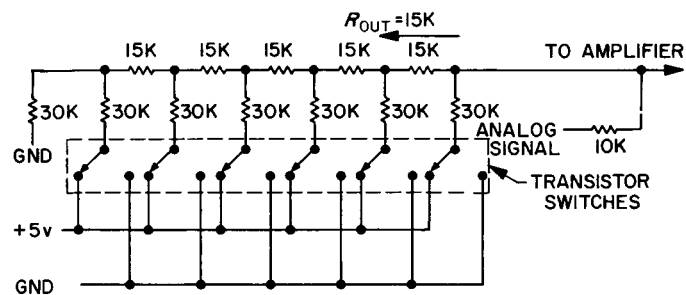 R_OUT=15K
15K 15K 15K 15K 15K
TO AMPLIFIER
30K 30K 30K 30K 30K 30K 30K
GND
ANALOG
SIGNAL
10K
TRANSISTOR
SWITCHES
+5v
GND